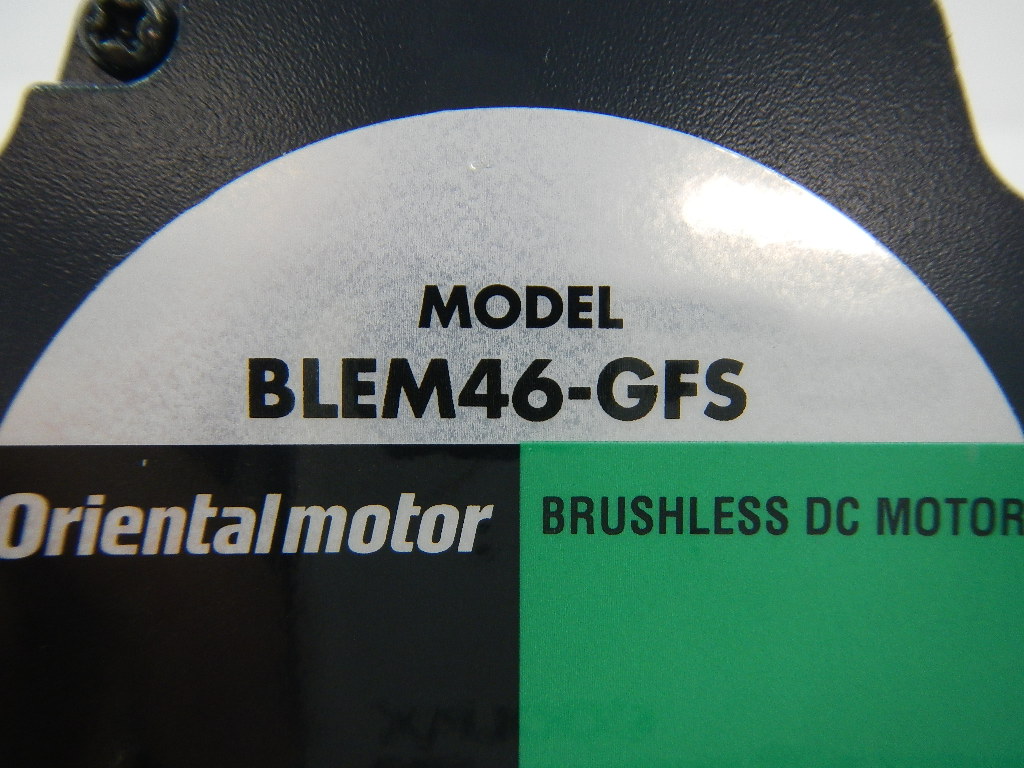 MODEL
BLEM46-GFS
Orientalmotor
BRUSHLESS DC MOTOR